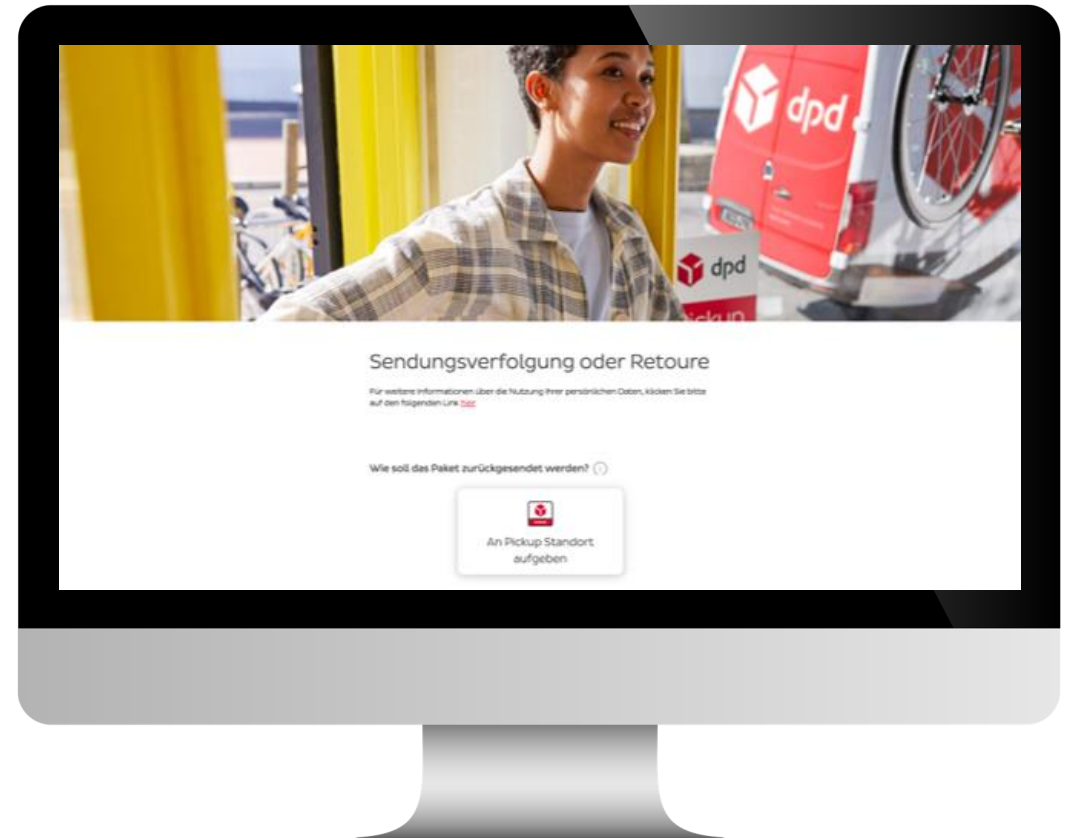 dpd
dpd
Pickup
Sendungsverfolgung oder Retoure
Für weitere Informationen über die Nutzung Ihrer persönlichen Daten, klicken Sie bitte
auf den folgenden Link hier
Wie soll das Paket zurückgesendet werden?
An Pickup Standort
aufgeben